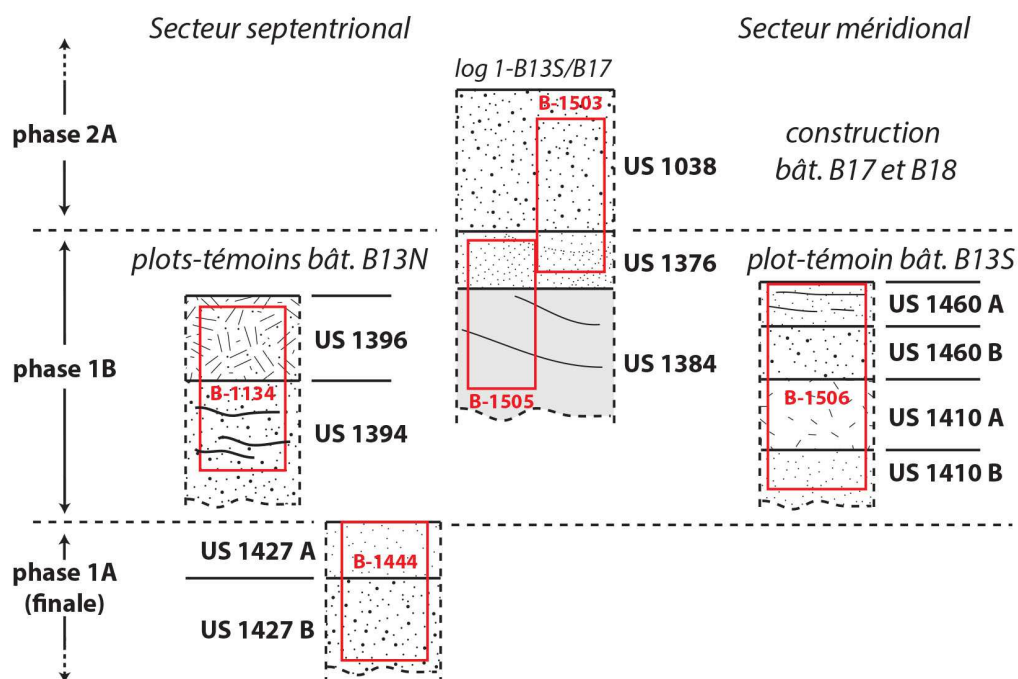 Secteur septentrional
Secteur méridional
log 1-B13S/B17
B-1503
phase 2A
construction
bât. B17 et B18
US 1038
plots-témoins bât. B13N
US 1376
plot-témoin bât. B13S
US 1460 A
US 1396
US 1460 B
phase 1B
US 1384
B-1134
B-1505
B-1506
US 1410 A
US 1394
US 1410 B
US 1427 A
B-1444
phase 1A
(finale)
US 1427 B